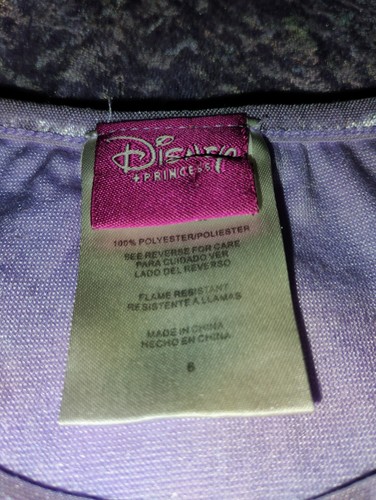 Disney
PRINCESS
100% POLYESTER/POLIESTER
SEE REVERSE FOR CARE
PARA CUIDADO VER
LADO DEL REVERSO
FLAME RESISTANT
RESISTENTE A LLAMAS
MADE IN CHINA
HECHO EN CHINA
6